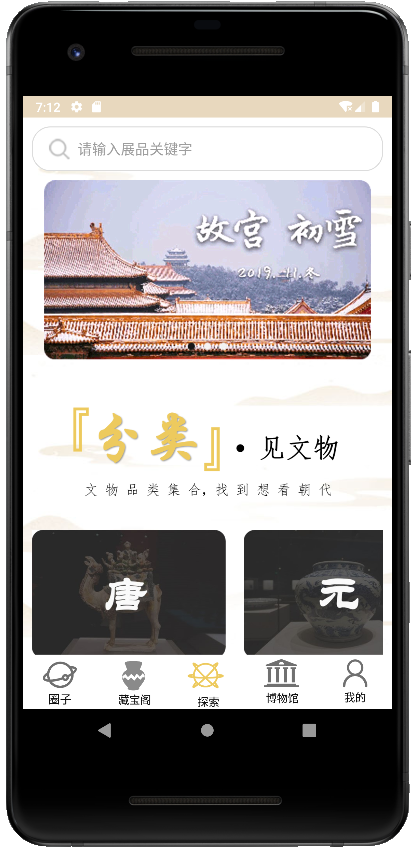 7:12
请输入展品关键字
故宫 初雪
2019.11.冬
『分类』·见文物
文物品类集合,找到想看朝代
唐 元
圈子 藏宝阁 探索 博物馆 我的